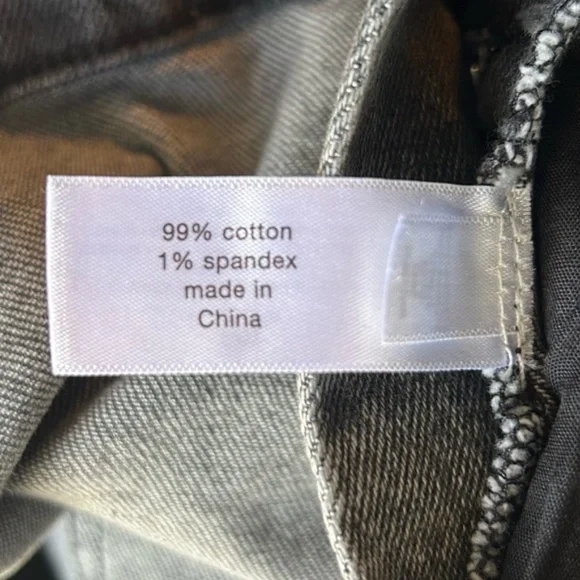 99% cotton
1% spandex
made in
China